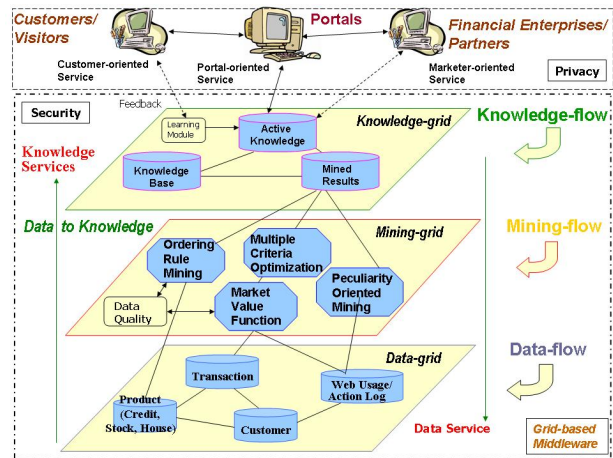 Customers/
Visitors
Portals
Financial Enterprises/
Partners
Customer-oriented
Service
Portal-oriented
Service
Marketer-oriented
Service
Privacy
Security
Feedback
Learning
Module
Active
Knowledge
Knowledge-grid
Knowledge-flow
Knowledge
Services
Knowledge
Base
Mined
Results
Data to Knowledge
Ordering
Rule
Mining
Multiple
Criteria
Optimization
Mining-grid
Mining-flow
Peculiarity
Oriented
Mining
Data
Quality
Market
Value
Function
Data-grid
Data-flow
Transaction
Web Usage/
Action Log
Product
(Credit,
Stock, House)
Customer
Data Service
Grid-based
Middleware